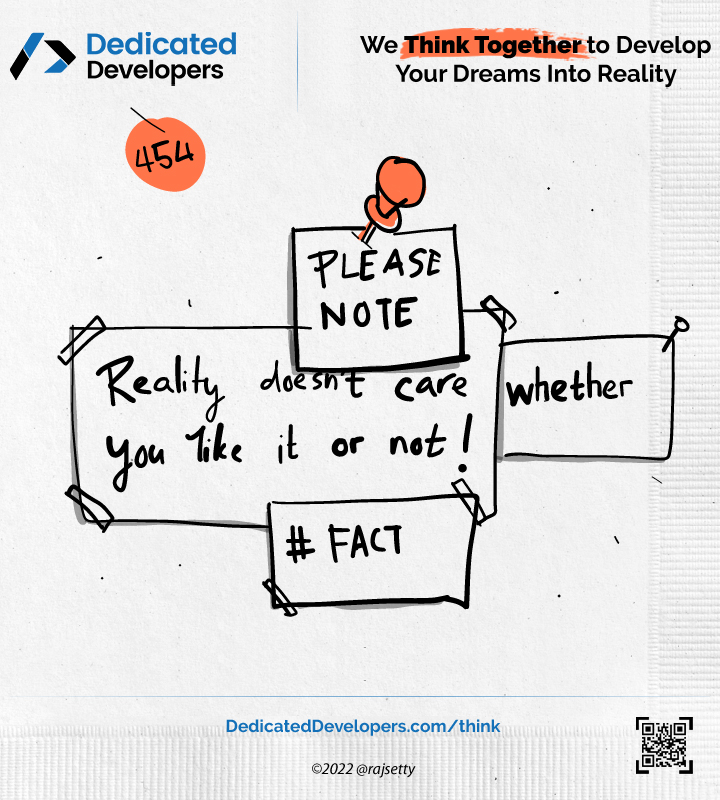 Dedicated
Developers
We Think Together to Develop
Your Dreams Into Reality
454
PLEASE
NOTE
Reality doesn't care whether
you like it or not!
# FACT
DedicatedDevelopers.com/think
©2022 @rajsetty